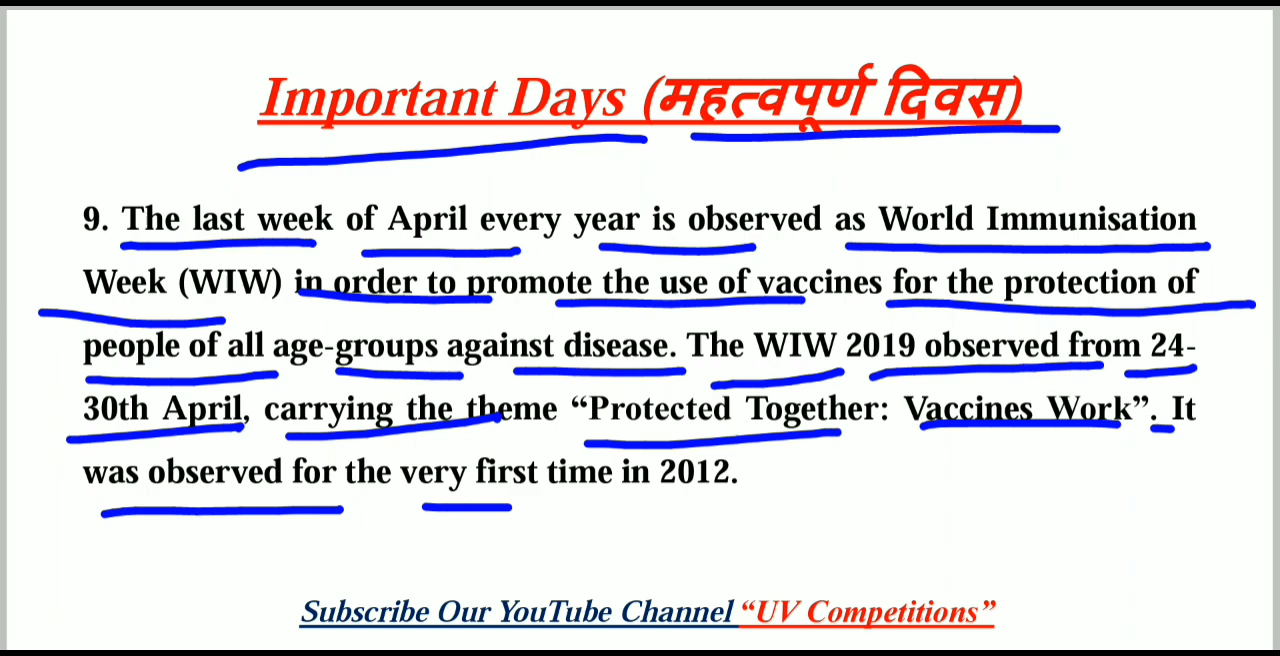 Important Days (महत्वपूर्ण दिवस)
9. The last week of April every year is observed as World Immunisation
Week (WIW) in order to promote the use of vaccines for the protection of
people of all age-groups against disease. The WIW 2019 observed from 24-
30th April, carrying the theme “Protected Together: Vaccines Work”. It
was observed for the very first time in 2012.
Subscribe Our YouTube Channel “UV Competitions”